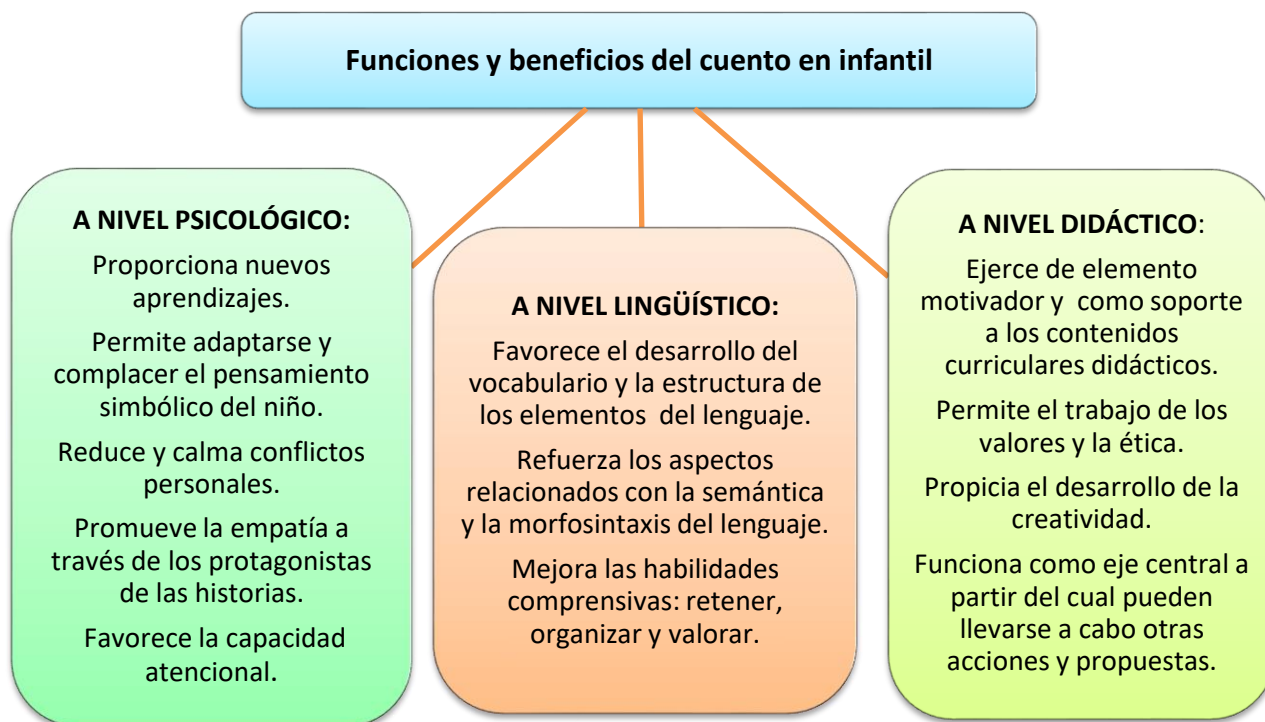 Funciones y beneficios del cuento en infantil
A NIVEL PSICOLÓGICO:
Proporciona nuevos
aprendizajes.
Permite adaptarse y
complacer el pensamiento
simbólico del niño.
Reduce y calma conflictos
personales.
Promueve la empatía a
través de los protagonistas
de las historias.
Favorece la capacidad
atencional.
A NIVEL LINGÜÍSTICO:
Favorece el desarrollo del
vocabulario y la estructura de
los elementos del lenguaje.
Refuerza los aspectos
relacionados con la semántica
y la morfosintaxis del lenguaje.
Mejora las habilidades
comprensivas: retener,
organizar y valorar.
A NIVEL DIDÁCTICO:
Ejerce de elemento
motivador y como soporte
a los contenidos
curriculares didácticos.
Permite el trabajo de los
valores y la ética.
Propicia el desarrollo de la
creatividad.
Funciona como eje central a
partir del cual pueden
llevarse a cabo otras
acciones y propuestas.